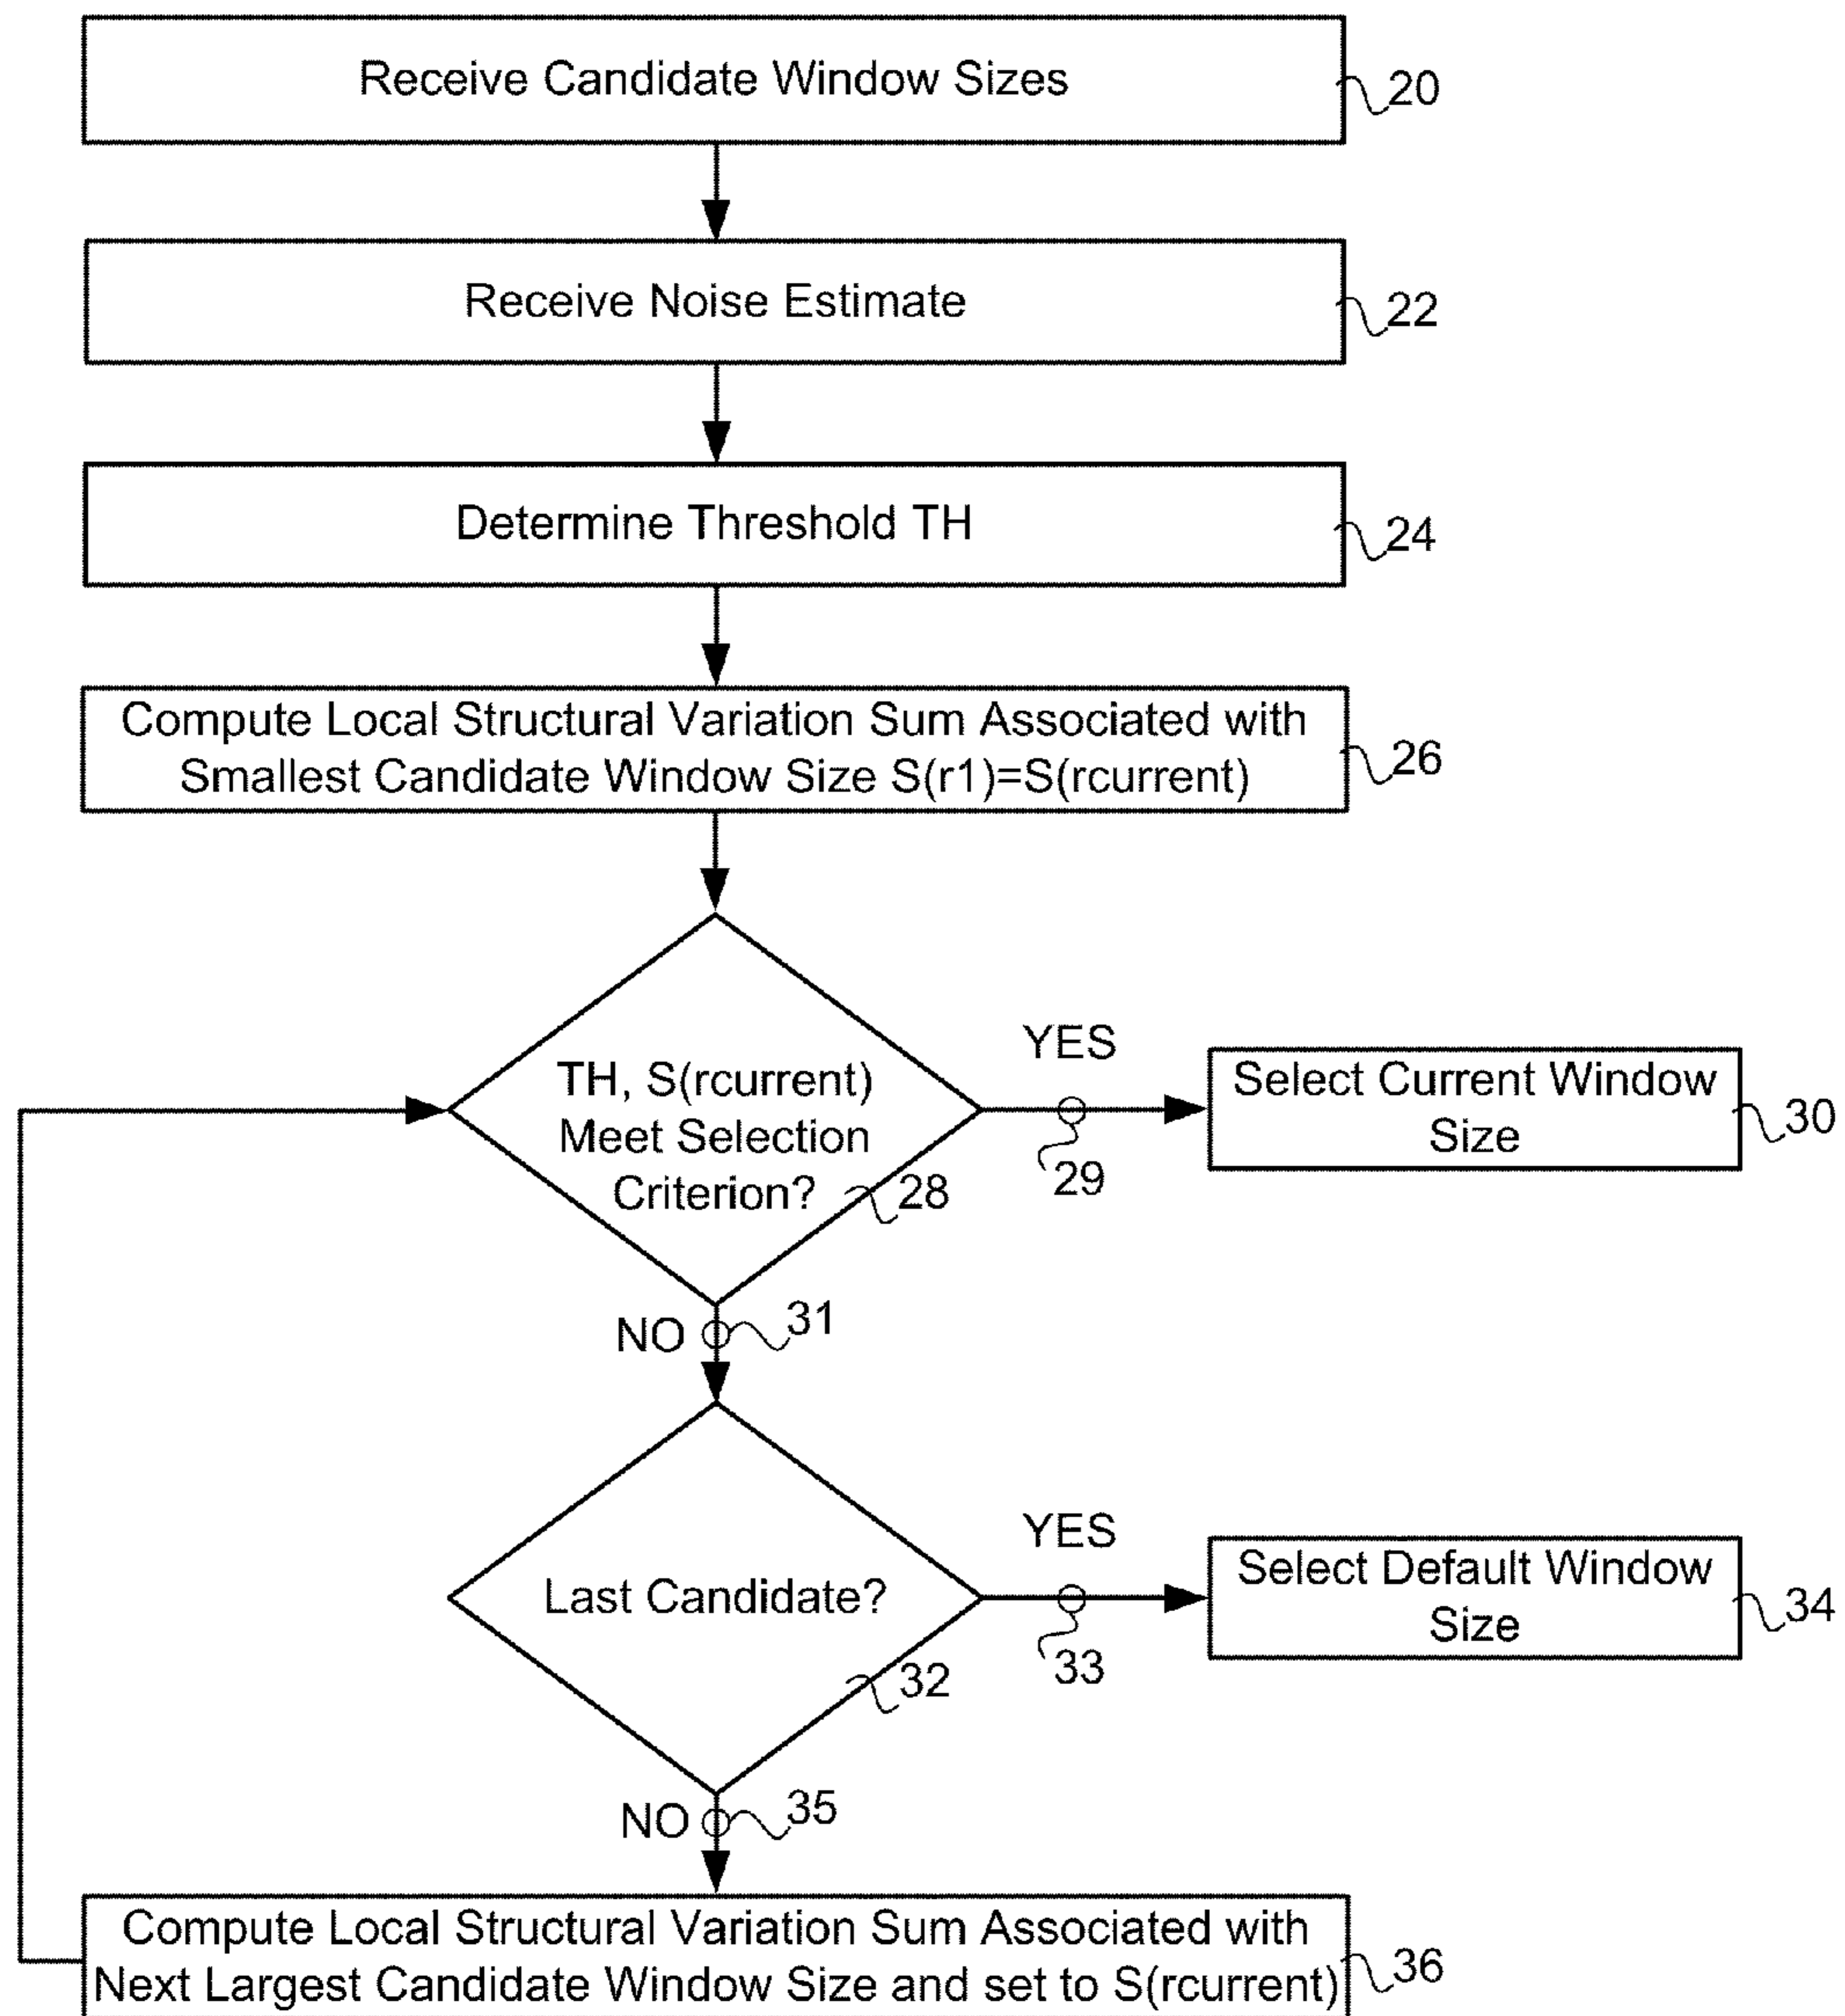 Receive Candidate Window Sizes
20
Receive Noise Estimate
22
Determine Threshold TH
24
Compute Local Structural Variation Sum Associated with
Smallest Candidate Window Size S(r1)=S(rcurrent)
26
TH, S(rcurrent)
Meet Selection
Criterion?
28
YES
29
Select Current Window
Size
30
NO
31
Last Candidate?
32
YES
33
Select Default Window
Size
34
NO
35
Compute Local Structural Variation Sum Associated with
Next Largest Candidate Window Size and set to S(rcurrent)
36